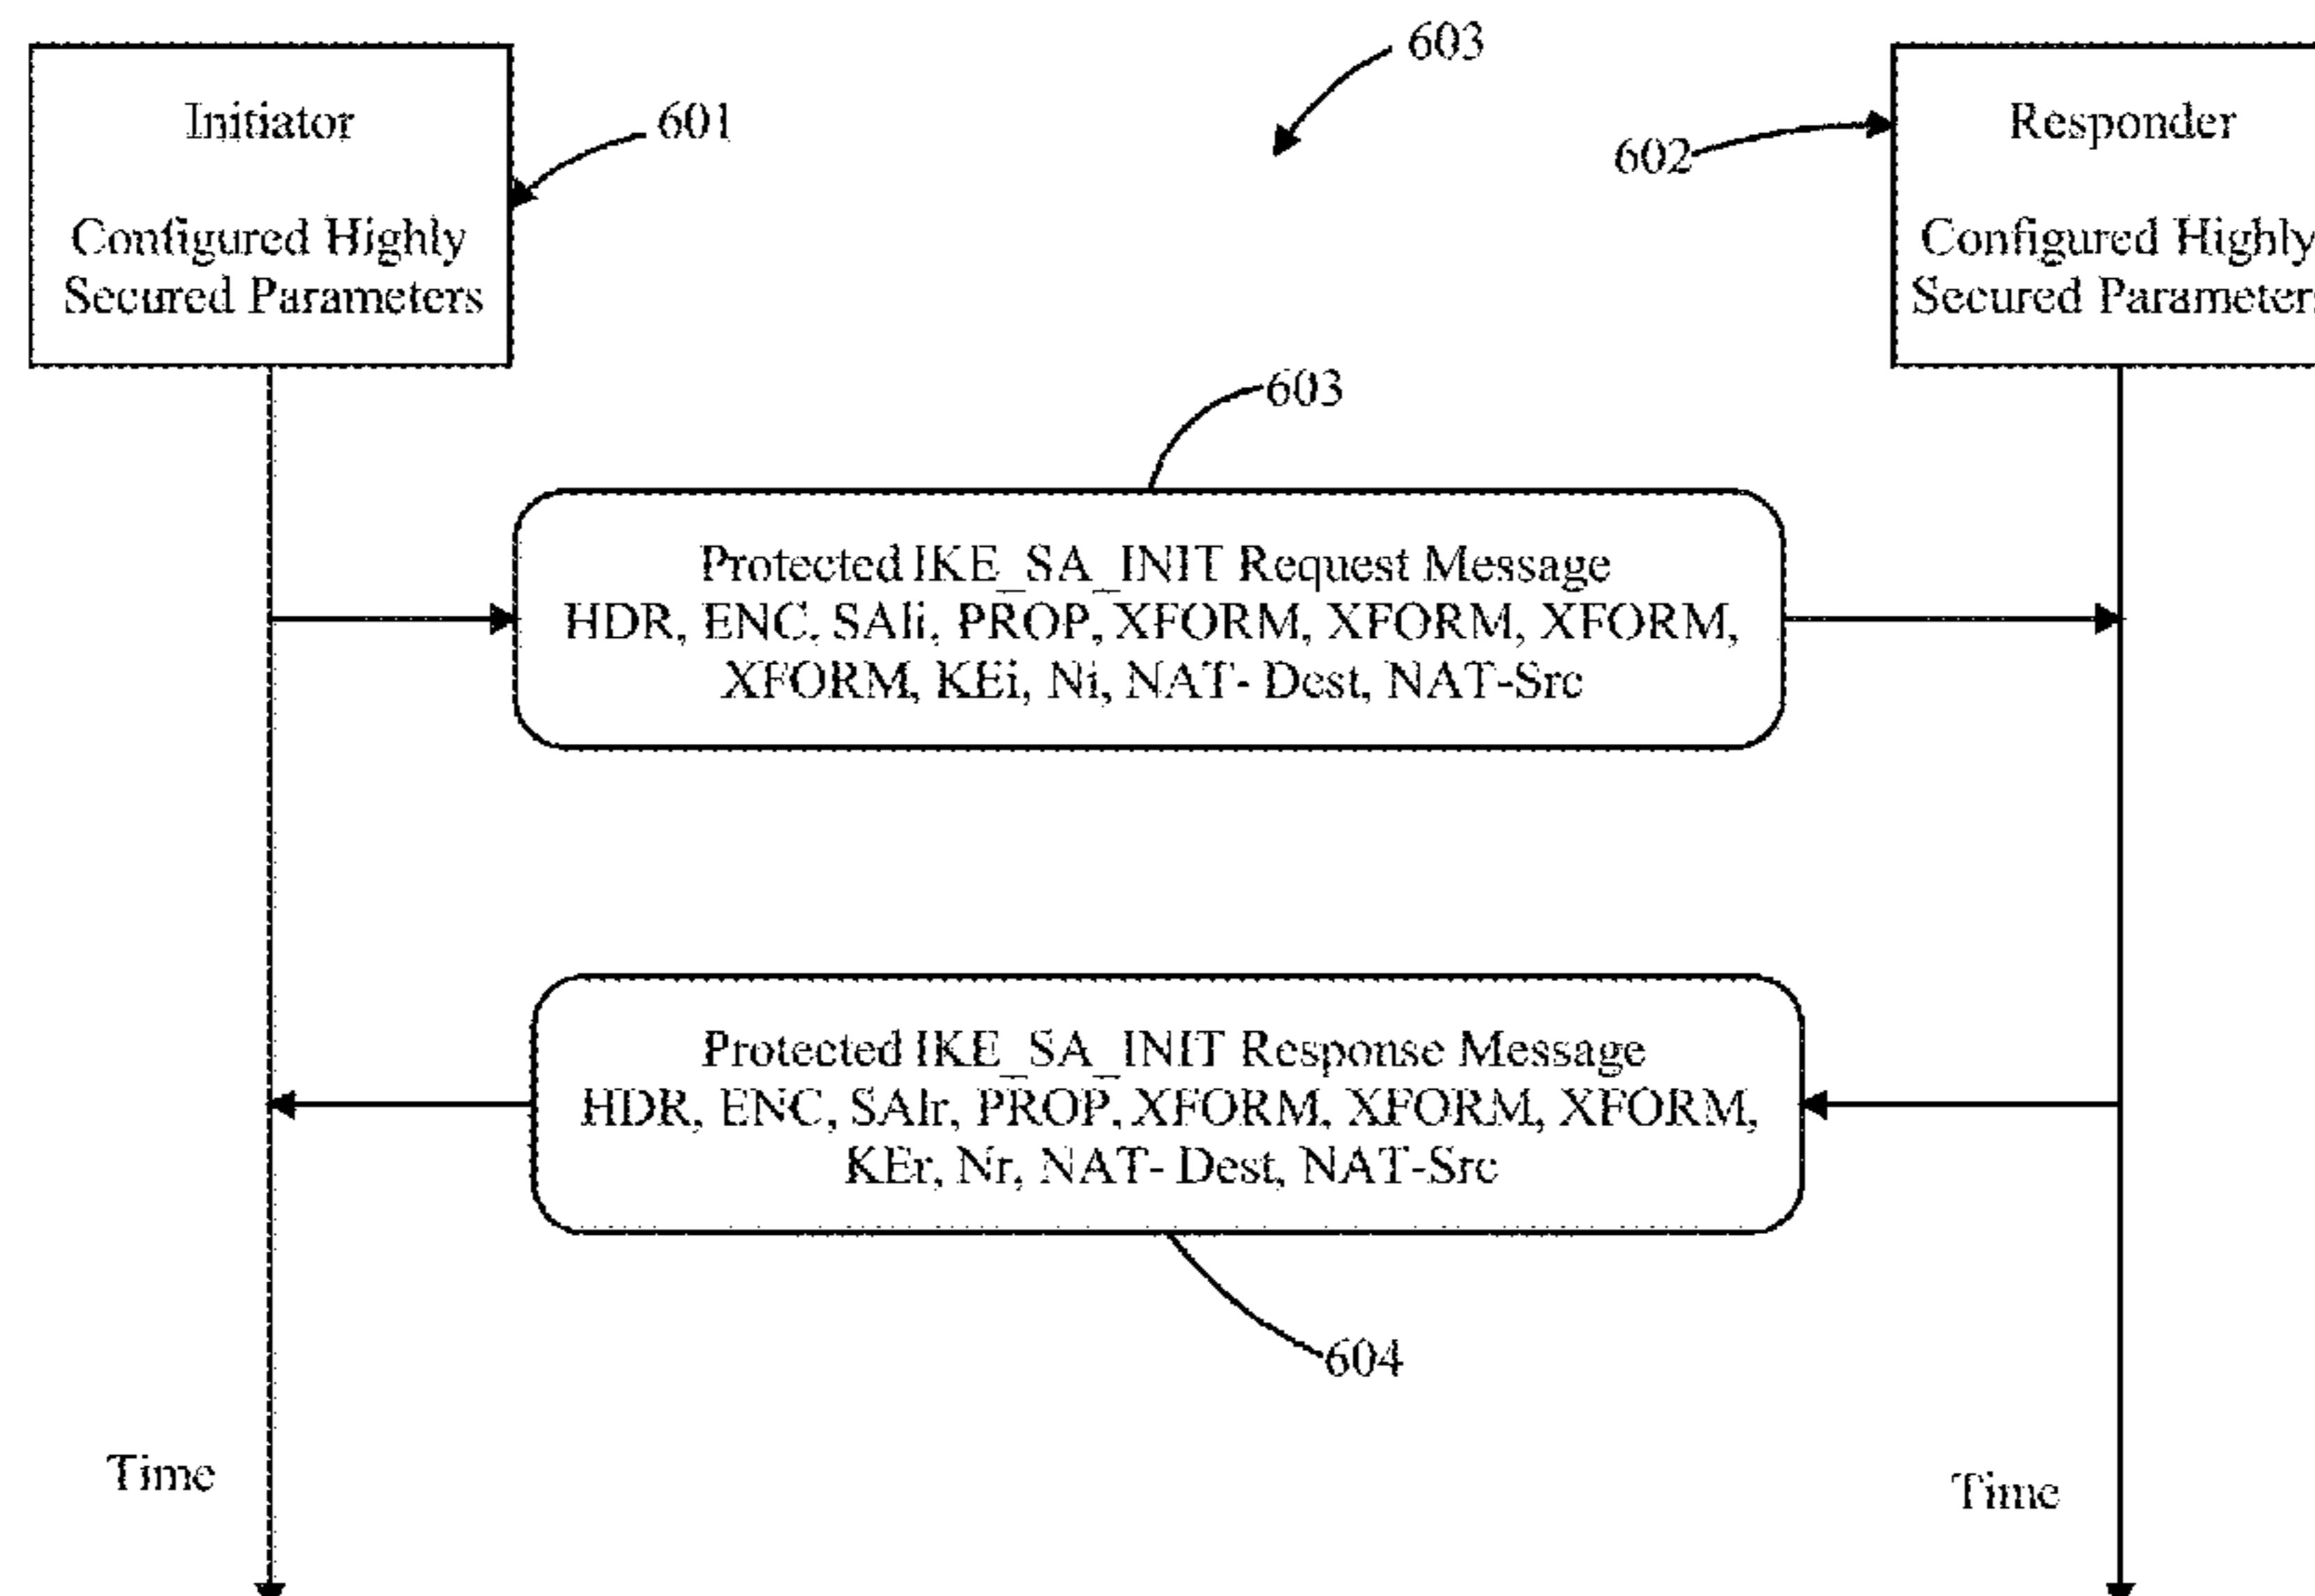 603
Initiator
601
602
Responder
Configured Highly
Secured Parameters
Configured Highly
Secured Parameters
603
Protected IKE_SA_INIT Request Message
HDR, ENC, SAIi, PROP, XFORM, XFORM, XFORM,
XFORM, KEi, Ni, NAT- Dest, NAT-Src
Protected IKE_SA_INIT Response Message
HDR, ENC, SAIr, PROP, XFORM, XFORM, XFORM,
KEr, Nr, NAT- Dest, NAT-Src
604
Time
Time